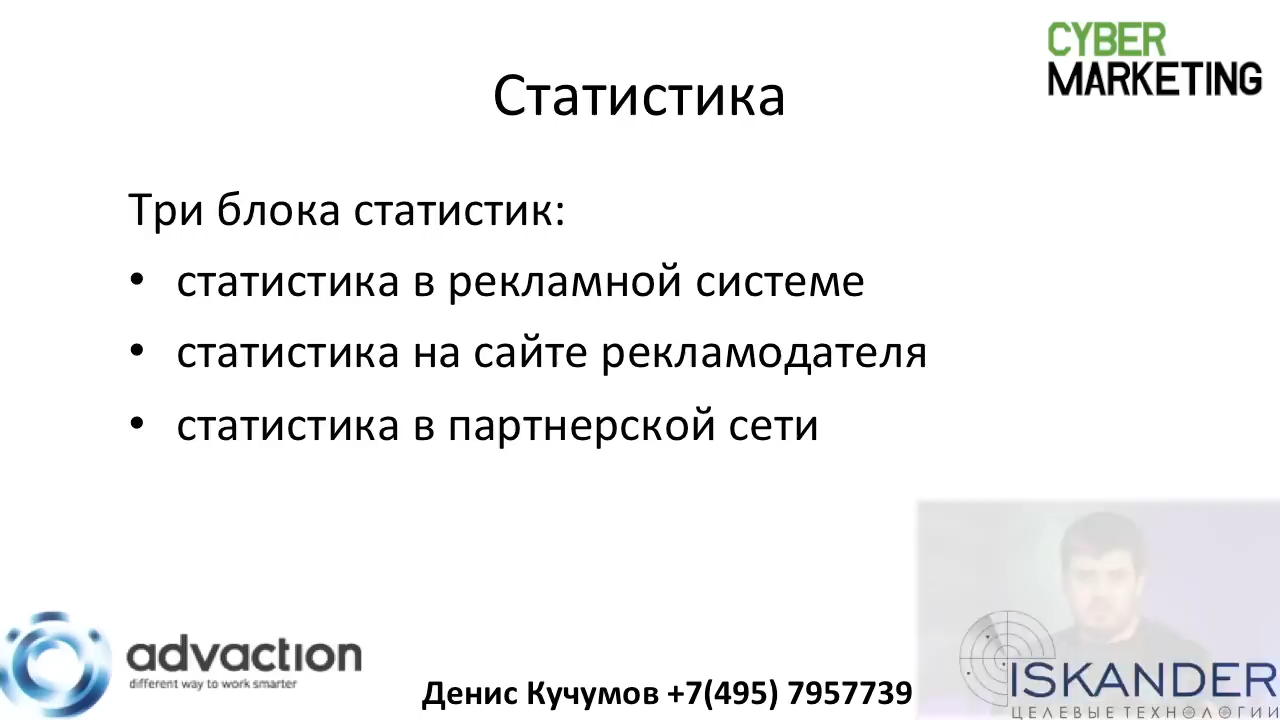 CYBER
MARKETING
Статистика
Три блока статистик:
• статистика в рекламной системе
• статистика на сайте рекламодателя
• статистика в партнерской сети
advaction
different way to work smarter
Денис Кучумов +7(495) 7957739
ISKANDER
ЦЕЛЕВЫЕ ТЕХНОЛОГИИ